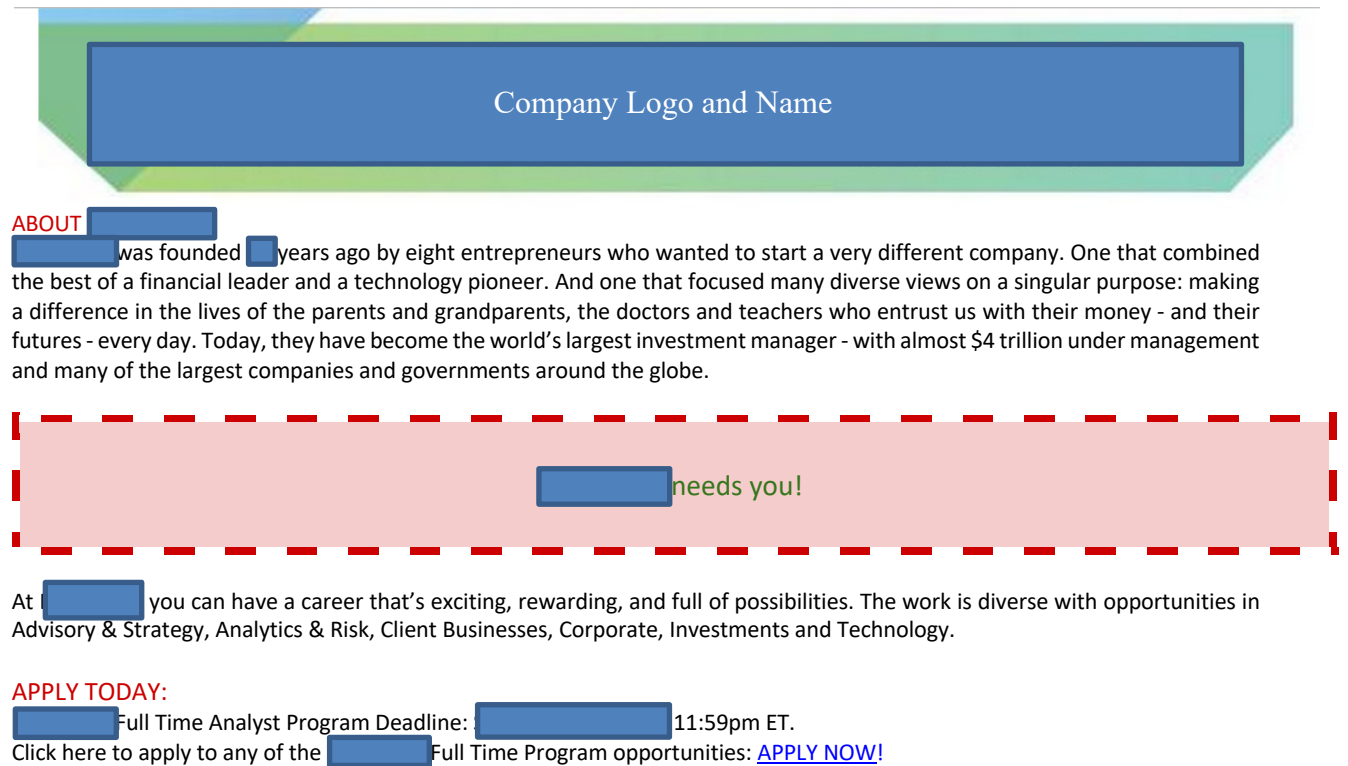 Company Logo and Name
ABOUT
was founded years ago by eight entrepreneurs who wanted to start a very different company. One that combined
the best of a financial leader and a technology pioneer. And one that focused many diverse views on a singular purpose: making
a difference in the lives of the parents and grandparents, the doctors and teachers who entrust us with their money - and their
futures - every day. Today, they have become the world’s largest investment manager - with almost $4 trillion under management
and many of the largest companies and governments around the globe.
needs you!
At you can have a career that’s exciting, rewarding, and full of possibilities. The work is diverse with opportunities in
Advisory & Strategy, Analytics & Risk, Client Businesses, Corporate, Investments and Technology.
APPLY TODAY:
Full Time Analyst Program Deadline: 11:59pm ET.
Click here to apply to any of the Full Time Program opportunities: APPLY NOW!